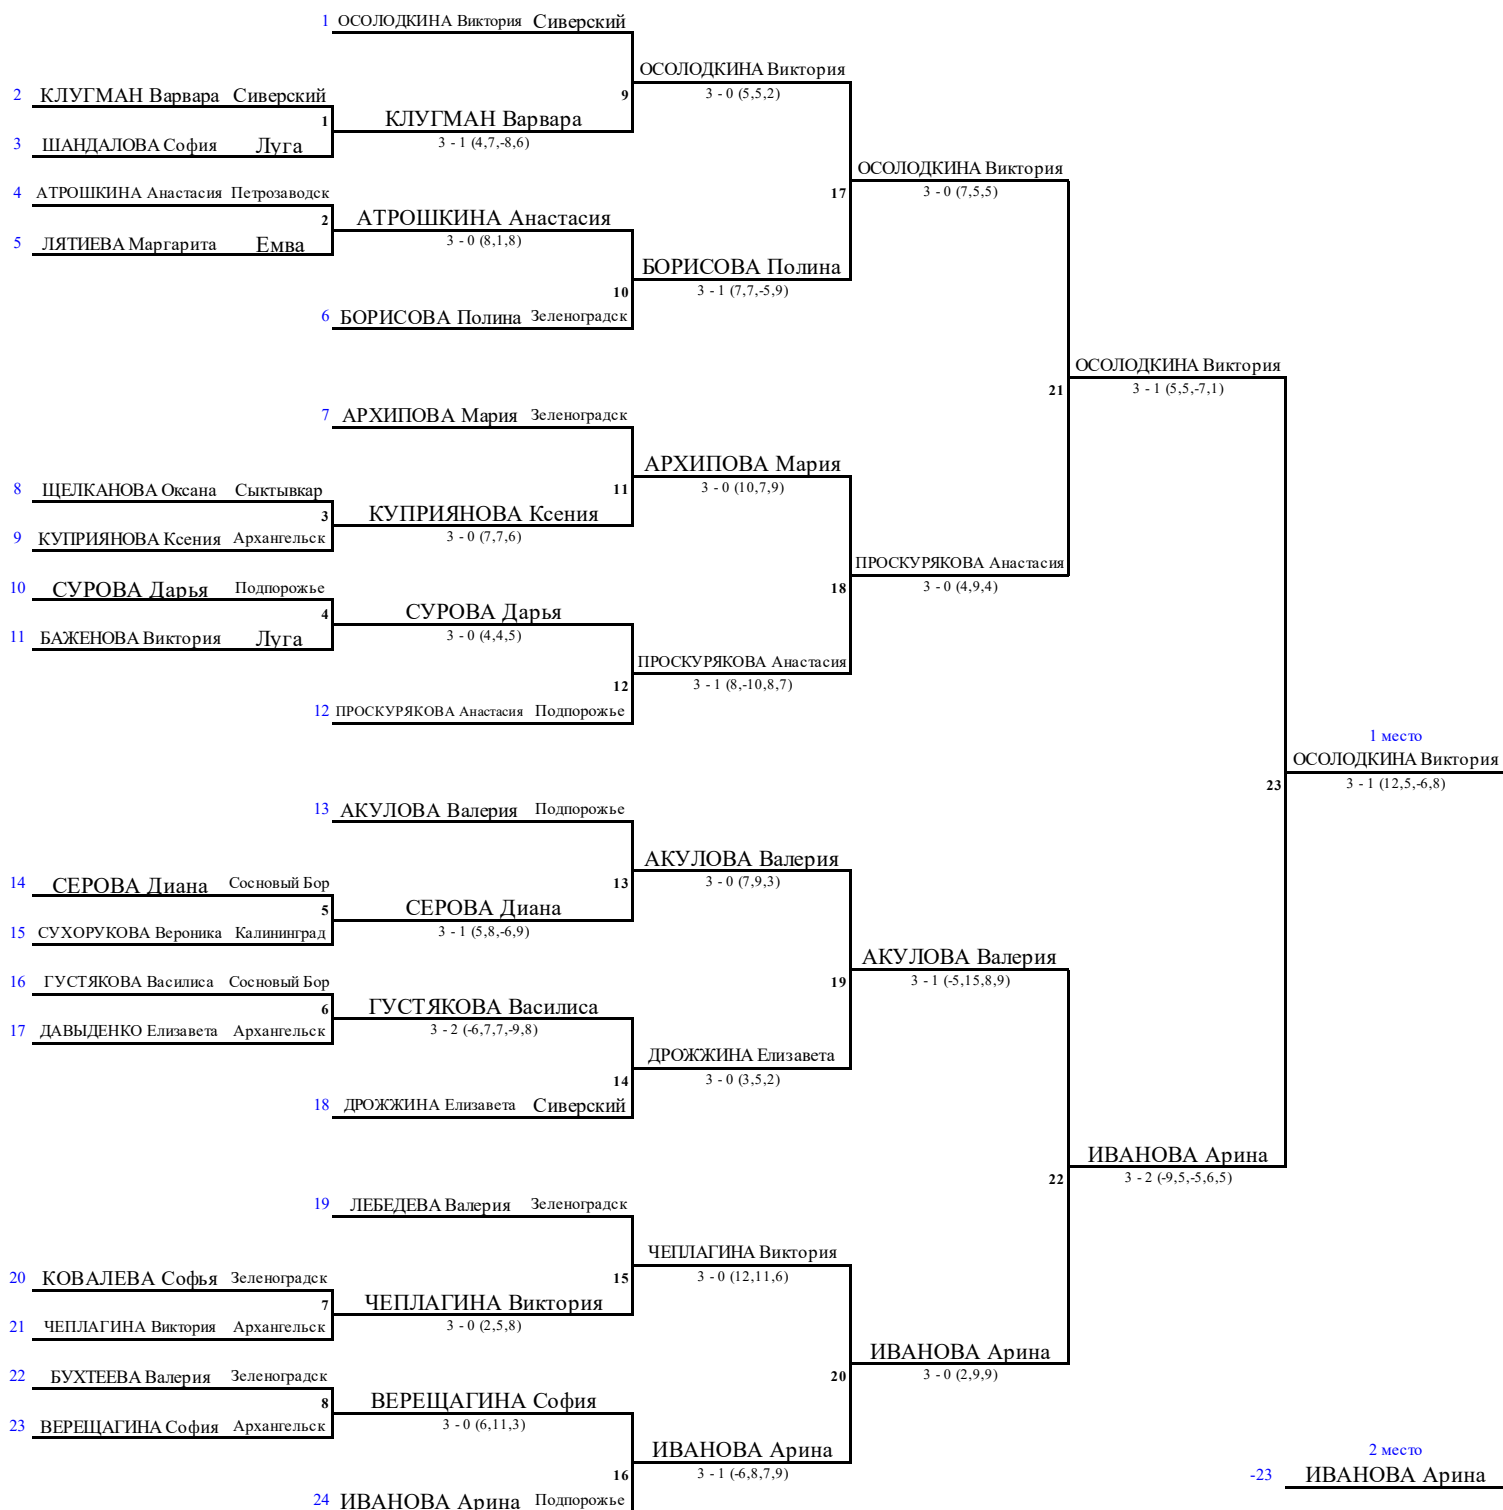 1 ОСОЛОДКИНА Виктория Сиверский
ОСОЛОДКИНА Виктория
2 КЛУГМАН Варвара Сиверский
9
3 - 0 (5,5,2)
1
КЛУГМАН Варвара
3 ШАНДАЛОВА София Луга
3 - 1 (4,7,-8,6)
ОСОЛОДКИНА Виктория
4 АТРОШКИНА Анастасия Петрозаводск
17
3 - 0 (7,5,5)
2
АТРОШКИНА Анастасия
5 ЛЯТИЕВА Маргарита Емва
3 - 0 (8,1,8)
БОРИСОВА Полина
10
3 - 1 (7,7,-5,9)
6 БОРИСОВА Полина Зеленоградск
ОСОЛОДКИНА Виктория
21
3 - 1 (5,5,-7,1)
7 АРХИПОВА Мария Зеленоградск
АРХИПОВА Мария
8 ЩЕЛКАНОВА Оксана Сыктывкар
11
3 - 0 (10,7,9)
3
КУПРИЯНОВА Ксения
9 КУПРИЯНОВА Ксения Архангельск
3 - 0 (7,7,6)
ПРОСКУРЯКОВА Анастасия
10 СУРОВА Дарья Подпорожье
18
3 - 0 (4,9,4)
4
СУРОВА Дарья
11 БАЖЕНОВА Виктория Луга
3 - 0 (4,4,5)
ПРОСКУРЯКОВА Анастасия
12
3 - 1 (8,-10,8,7)
12 ПРОСКУРЯКОВА Анастасия Подпорожье
1 место
ОСОЛОДКИНА Виктория
23
3 - 1 (12,5,-6,8)
13 АКУЛОВА Валерия Подпорожье
АКУЛОВА Валерия
14 СЕРОВА Диана Сосновый Бор
13
3 - 0 (7,9,3)
5
СЕРОВА Диана
15 СУХОРУКОВА Вероника Калининград
3 - 1 (5,8,-6,9)
АКУЛОВА Валерия
16 ГУСТЯКОВА Василиса Сосновый Бор
19
3 - 1 (-5,15,8,9)
6
ГУСТЯКОВА Василиса
17 ДАВЫДЕНКО Елизавета Архангельск
3 - 2 (-6,7,7,-9,8)
ДРОЖЖИНА Елизавета
14
3 - 0 (3,5,2)
18 ДРОЖЖИНА Елизавета Сиверский
ИВАНОВА Арина
22
3 - 2 (-9,5,-5,6,5)
19 ЛЕБЕДЕВА Валерия Зеленоградск
ЧЕПЛАГИНА Виктория
20 КОВАЛЕВА Софья Зеленоградск
15
3 - 0 (12,11,6)
7
ЧЕПЛАГИНА Виктория
21 ЧЕПЛАГИНА Виктория Архангельск
3 - 0 (2,5,8)
ИВАНОВА Арина
22 БУХТЕЕВА Валерия Зеленоградск
20
3 - 0 (2,9,9)
8
ВЕРЕЩАГИНА София
23 ВЕРЕЩАГИНА София Архангельск
3 - 0 (6,11,3)
ИВАНОВА Арина
16
3 - 1 (-6,8,7,9)
24 ИВАНОВА Арина Подпорожье
2 место
-23 ИВАНОВА Арина